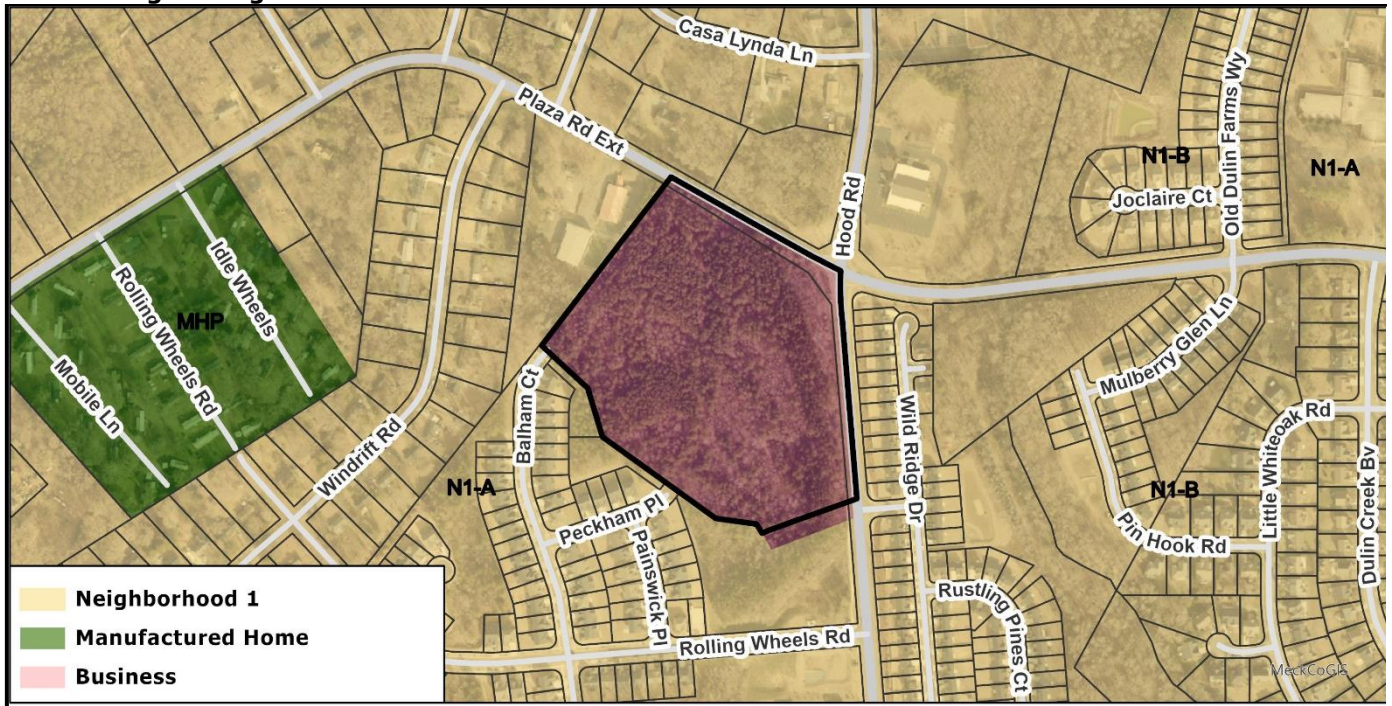 Casa Lynda Ln
Plaza Rd Ext
Hood Rd
N1-B
Joclaire Ct
Old Dulin Farms Wy
N1-A
Idle Wheels
Rolling Wheels Rd
MHP
Mobile Ln
Windrift Rd
Balham Ct
N1-A
Peckham Pl
Painswick Pl
Wild Ridge Dr
Mulberry Glen Ln
Little Whiteoak Rd
N1-B
Pin Hook Rd
Dulin Creek Bv
Rustling Pines Ct
Rolling Wheels Rd
Neighborhood 1
Manufactured Home
Business
MeckCoGIS